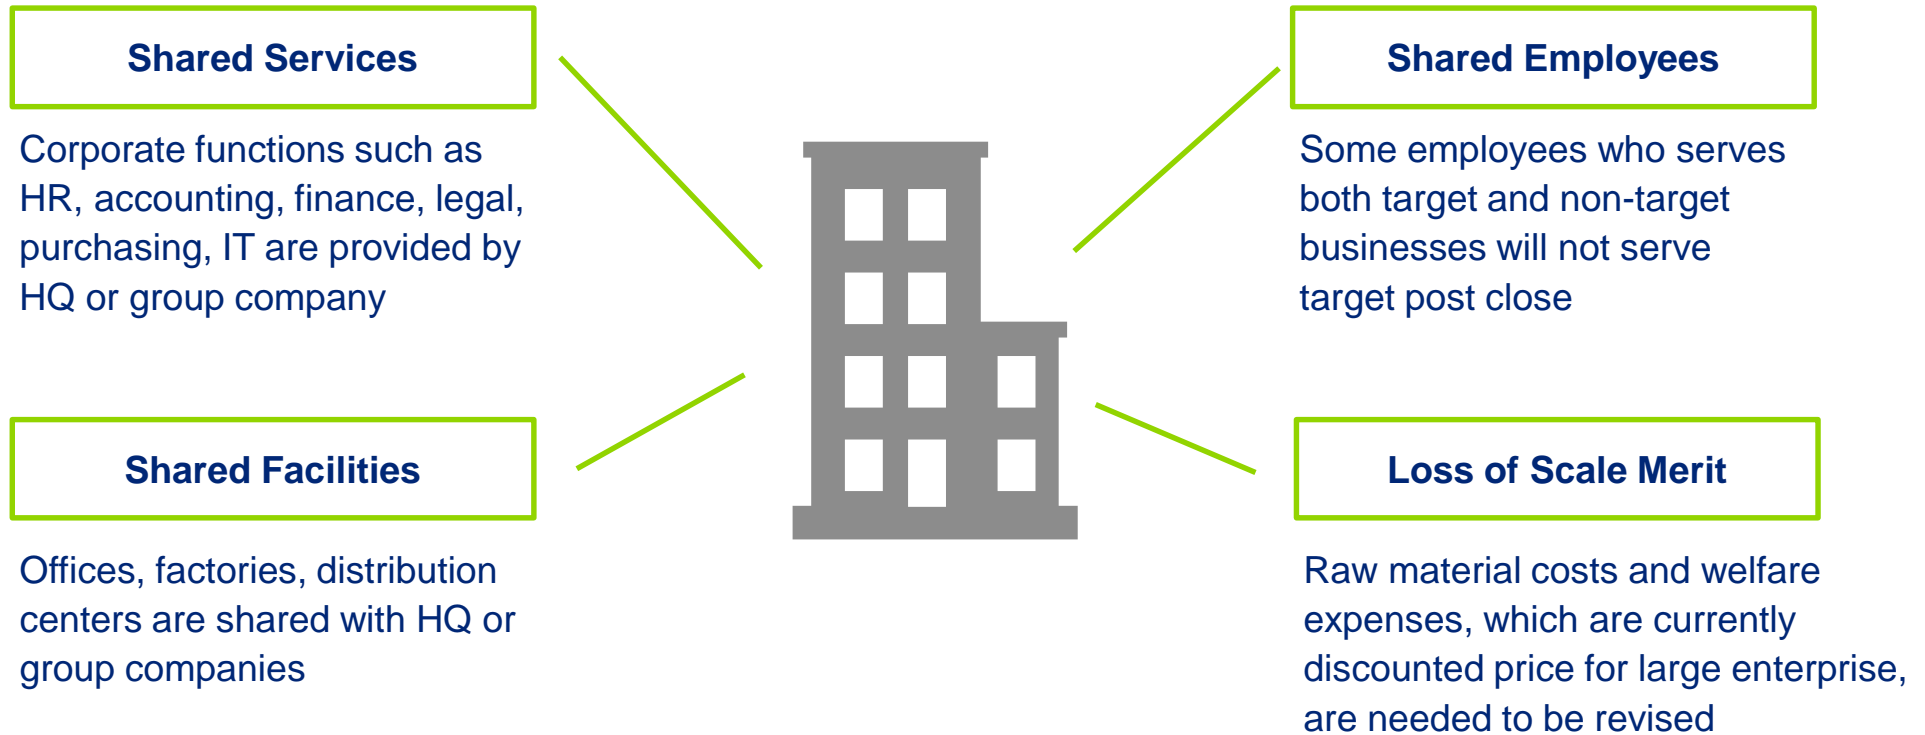 Shared Services
Corporate functions such as
HR, accounting, finance, legal,
purchasing, IT are provided by
HQ or group company
Shared Employees
Some employees who serves
both target and non-target
businesses will not serve
target post close
Shared Facilities
Offices, factories, distribution
centers are shared with HQ or
group companies
Loss of Scale Merit
Raw material costs and welfare
expenses, which are currently
discounted price for large enterprise,
are needed to be revised